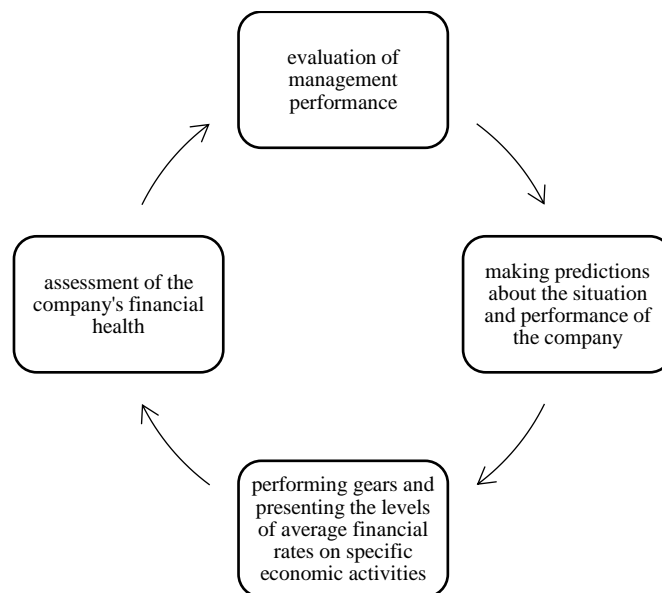 evaluation of
management
performance
making predictions
about the situation
and performance of
the company
performing gears and
presenting the levels
of average financial
rates on specific
economic activities
assessment of the
company's financial
health